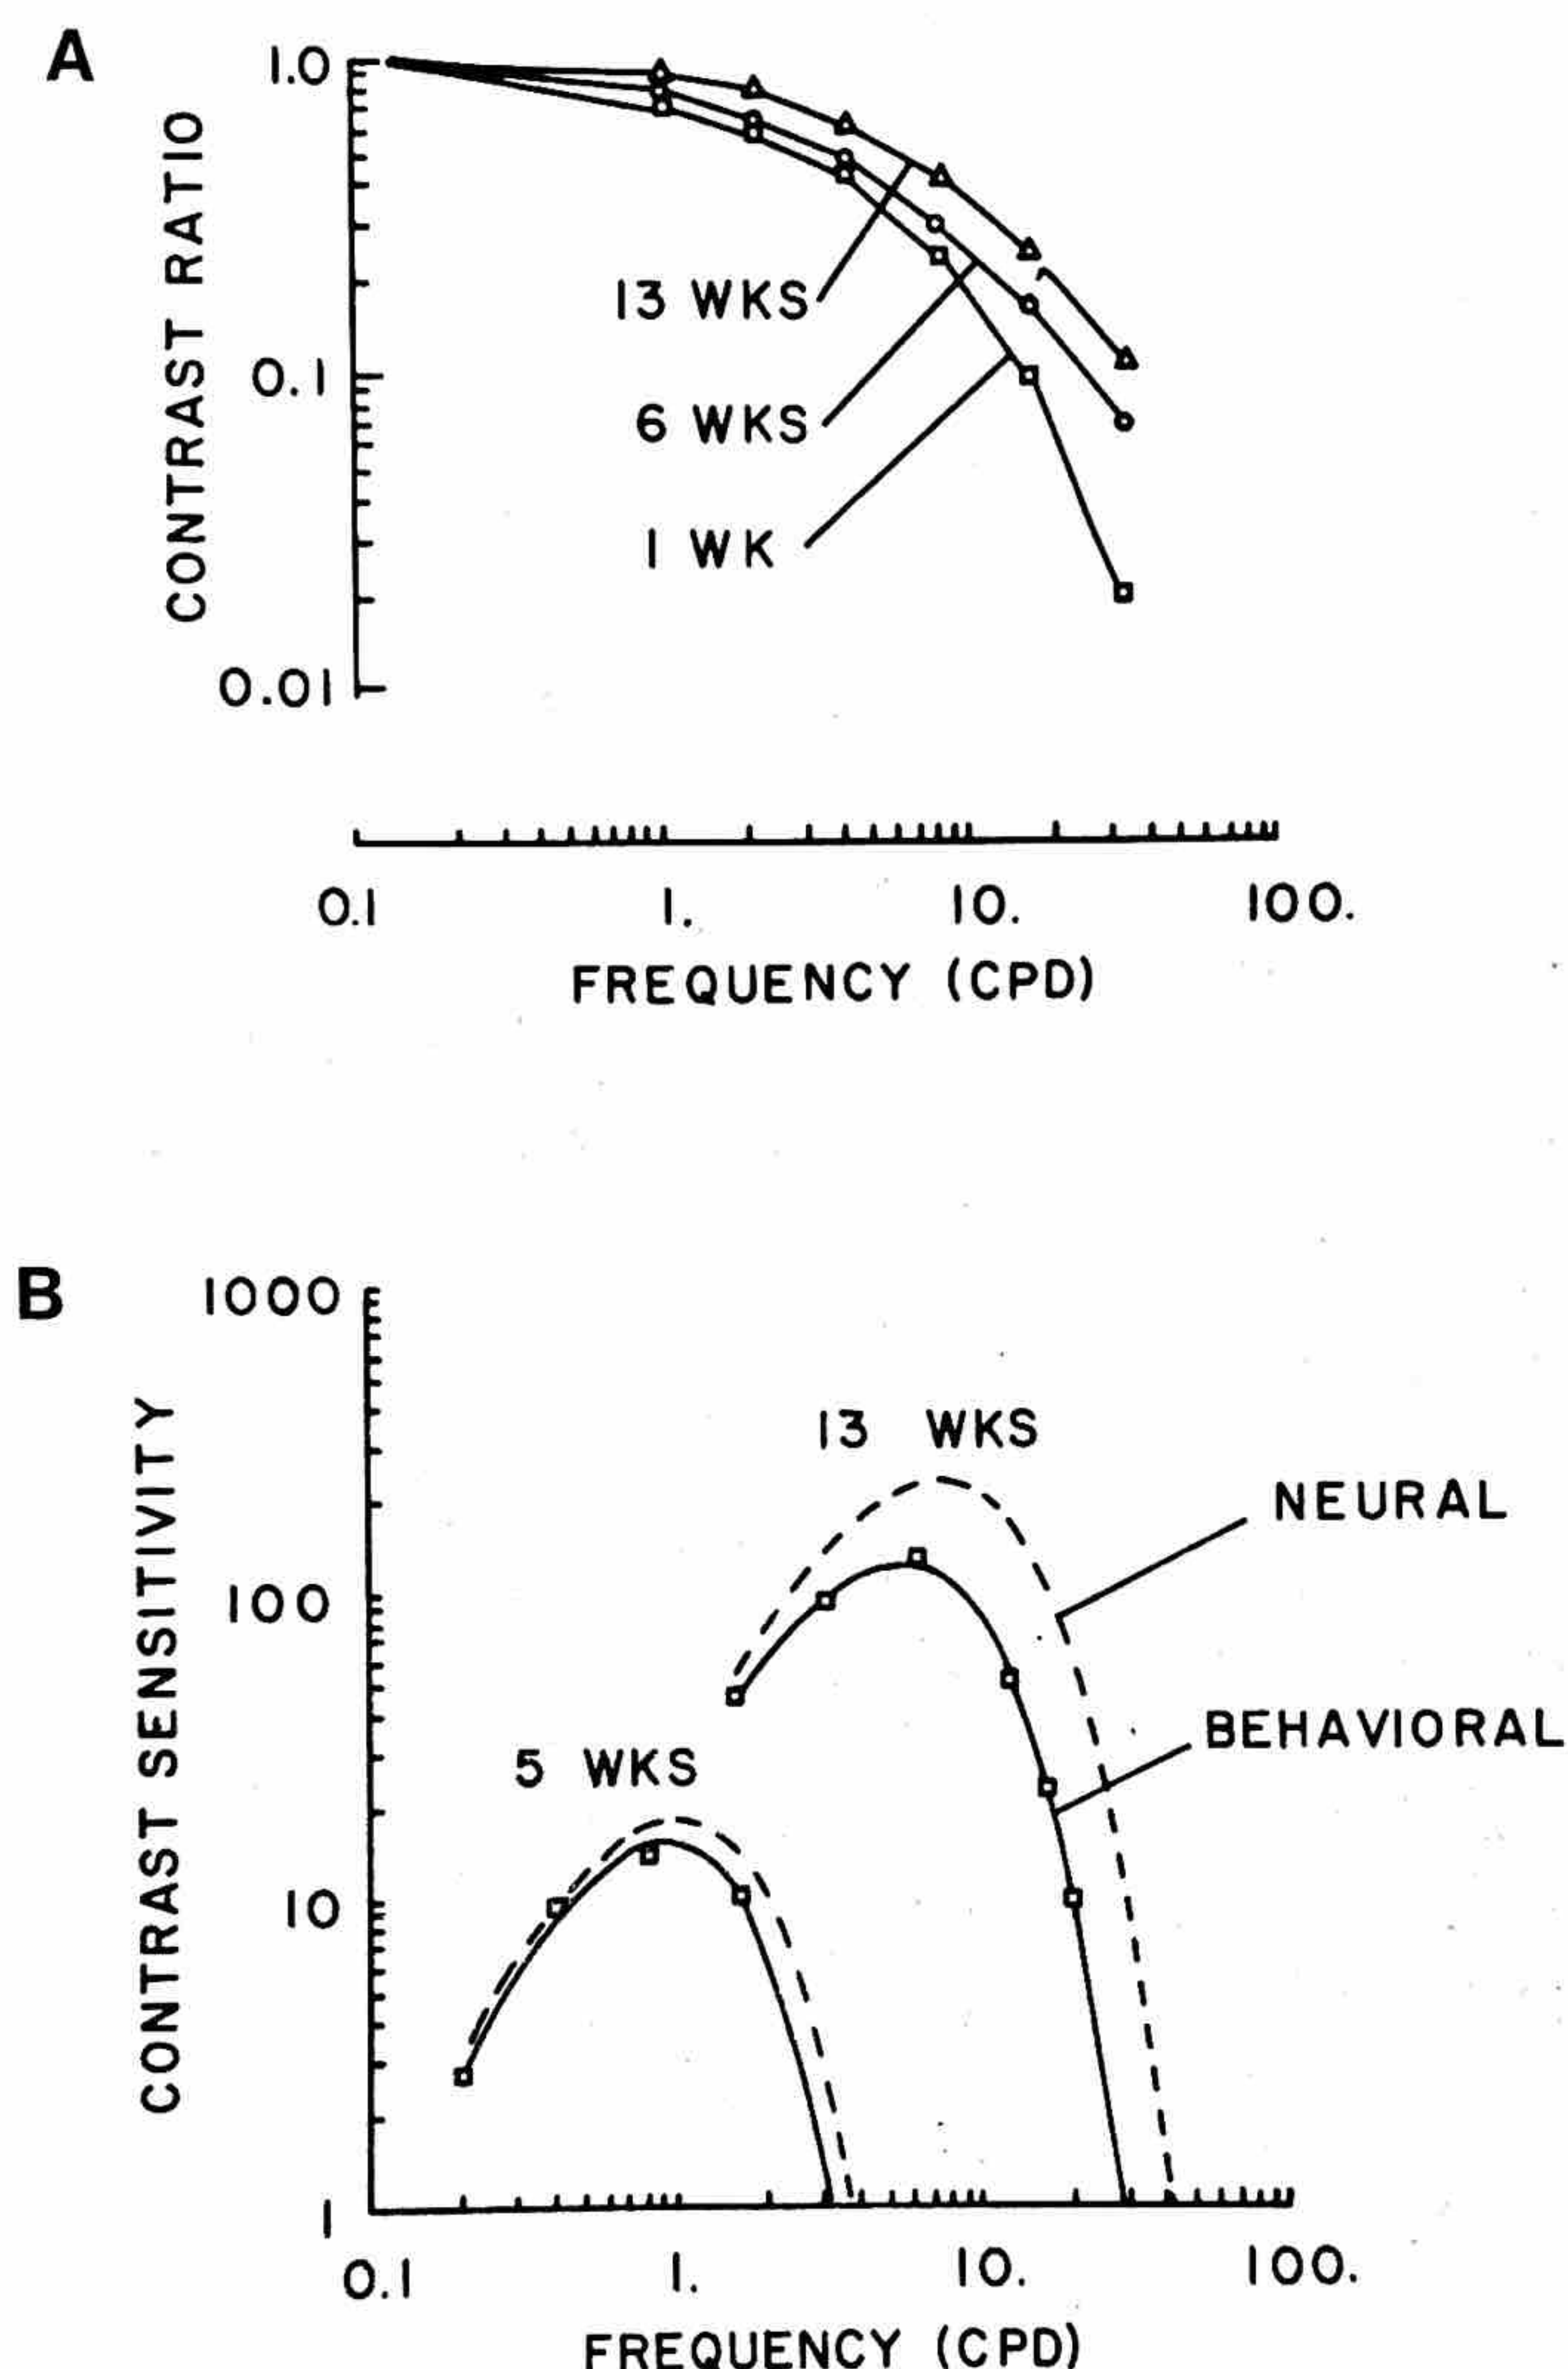 A
1.0
CONTRAST RATIO
13 WKS
0.1
6 WKS
1 WK
0.01
0.1 1. 10. 100.
FREQUENCY (CPD)
B
1000
13 WKS
NEURAL
CONTRAST SENSITIVITY
100
BEHAVIORAL
5 WKS
10
1
0.1 1. 10. 100.
FREQUENCY (CPD)